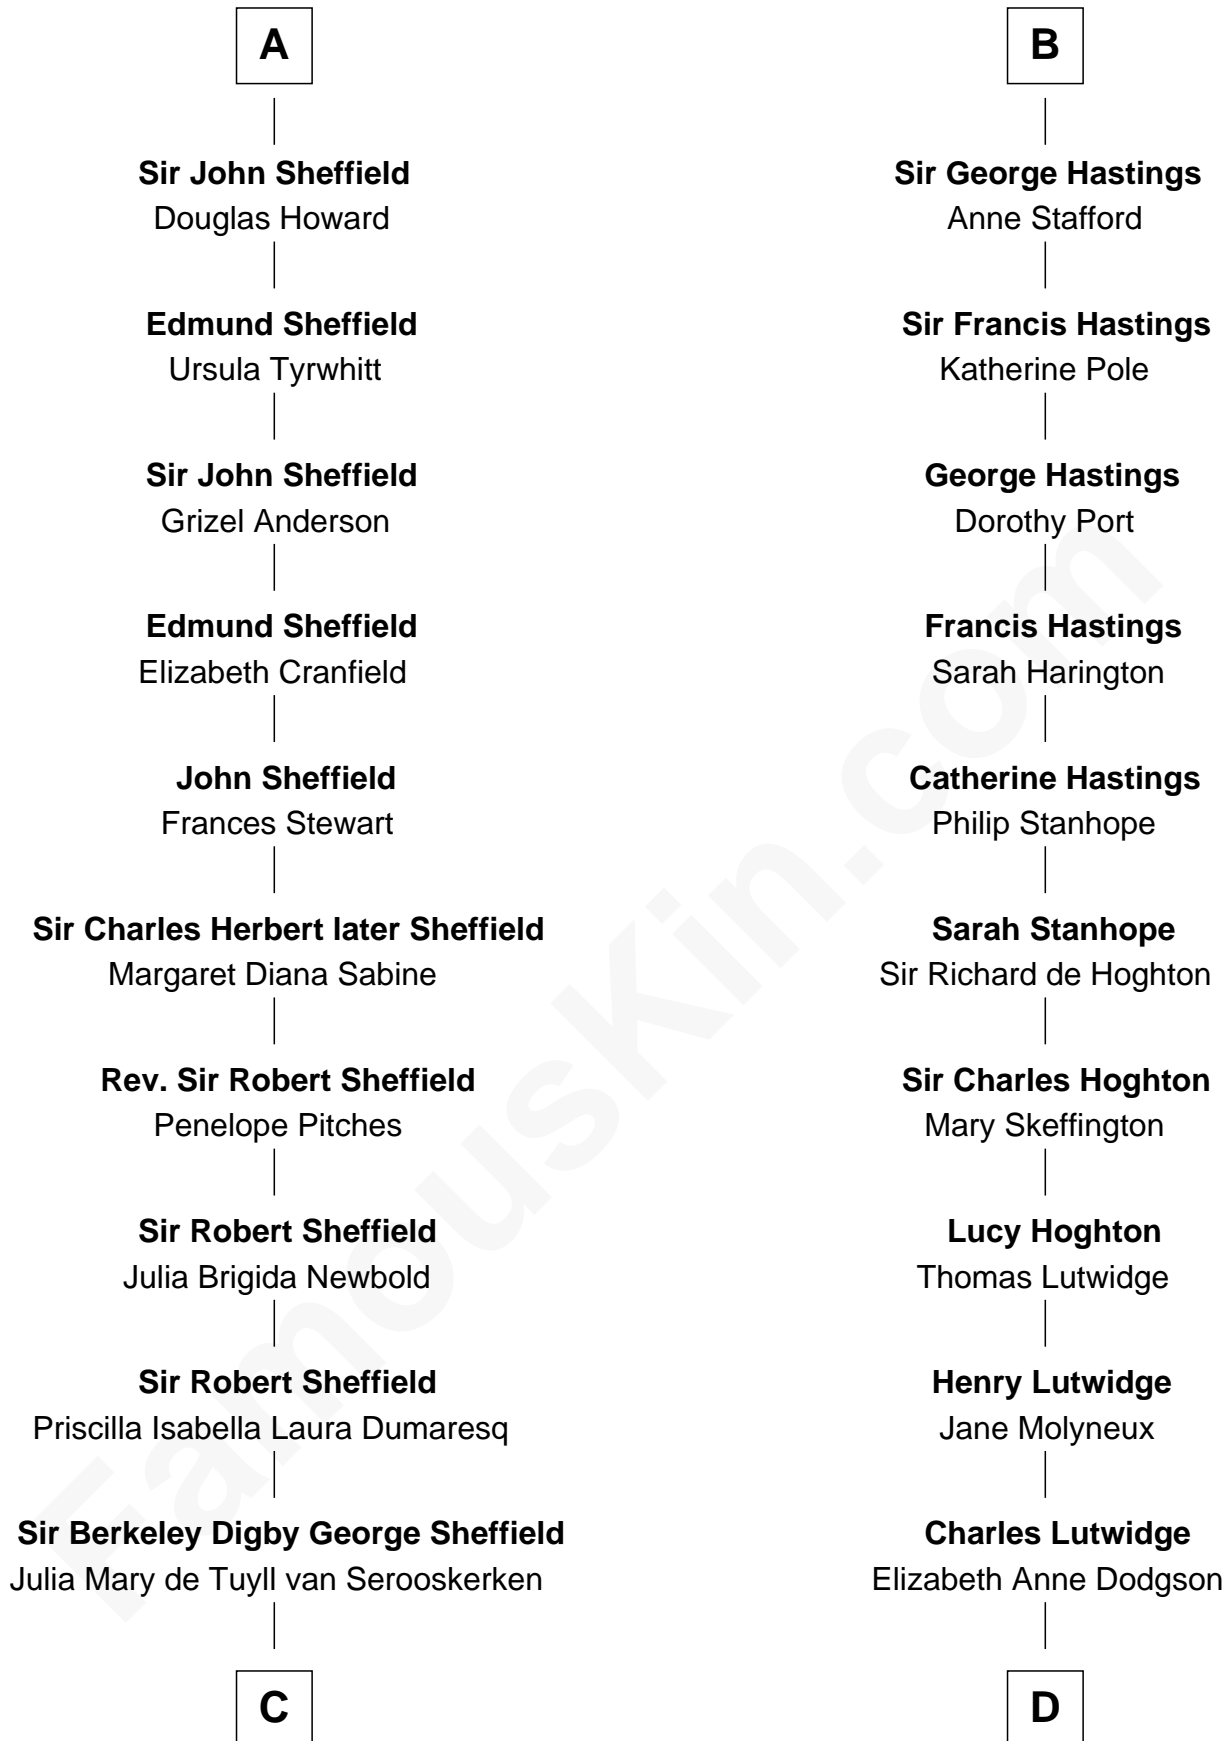 A
Sir John Sheffield
Douglas Howard
Edmund Sheffield
Ursula Tyrwhitt
Sir John Sheffield
Grizel Anderson
Edmund Sheffield
Elizabeth Cranfield
John Sheffield
Frances Stewart
Sir Charles Herbert later Sheffield
Margaret Diana Sabine
Rev. Sir Robert Sheffield
Penelope Pitches
Sir Robert Sheffield
Julia Brigida Newbold
Sir Robert Sheffield
Priscilla Isabella Laura Dumaresq
Sir Berkeley Digby George Sheffield
Julia Mary de Tuyll van Serooskerken
C
B
Sir George Hastings
Anne Stafford
Sir Francis Hastings
Katherine Pole
George Hastings
Dorothy Port
Francis Hastings
Sarah Harington
Catherine Hastings
Philip Stanhope
Sarah Stanhope
Sir Richard de Hoghton
Sir Charles Hoghton
Mary Skeffington
Lucy Hoghton
Thomas Lutwidge
Henry Lutwidge
Jane Molyneux
Charles Lutwidge
Elizabeth Anne Dodgson
D
FamousKin.com